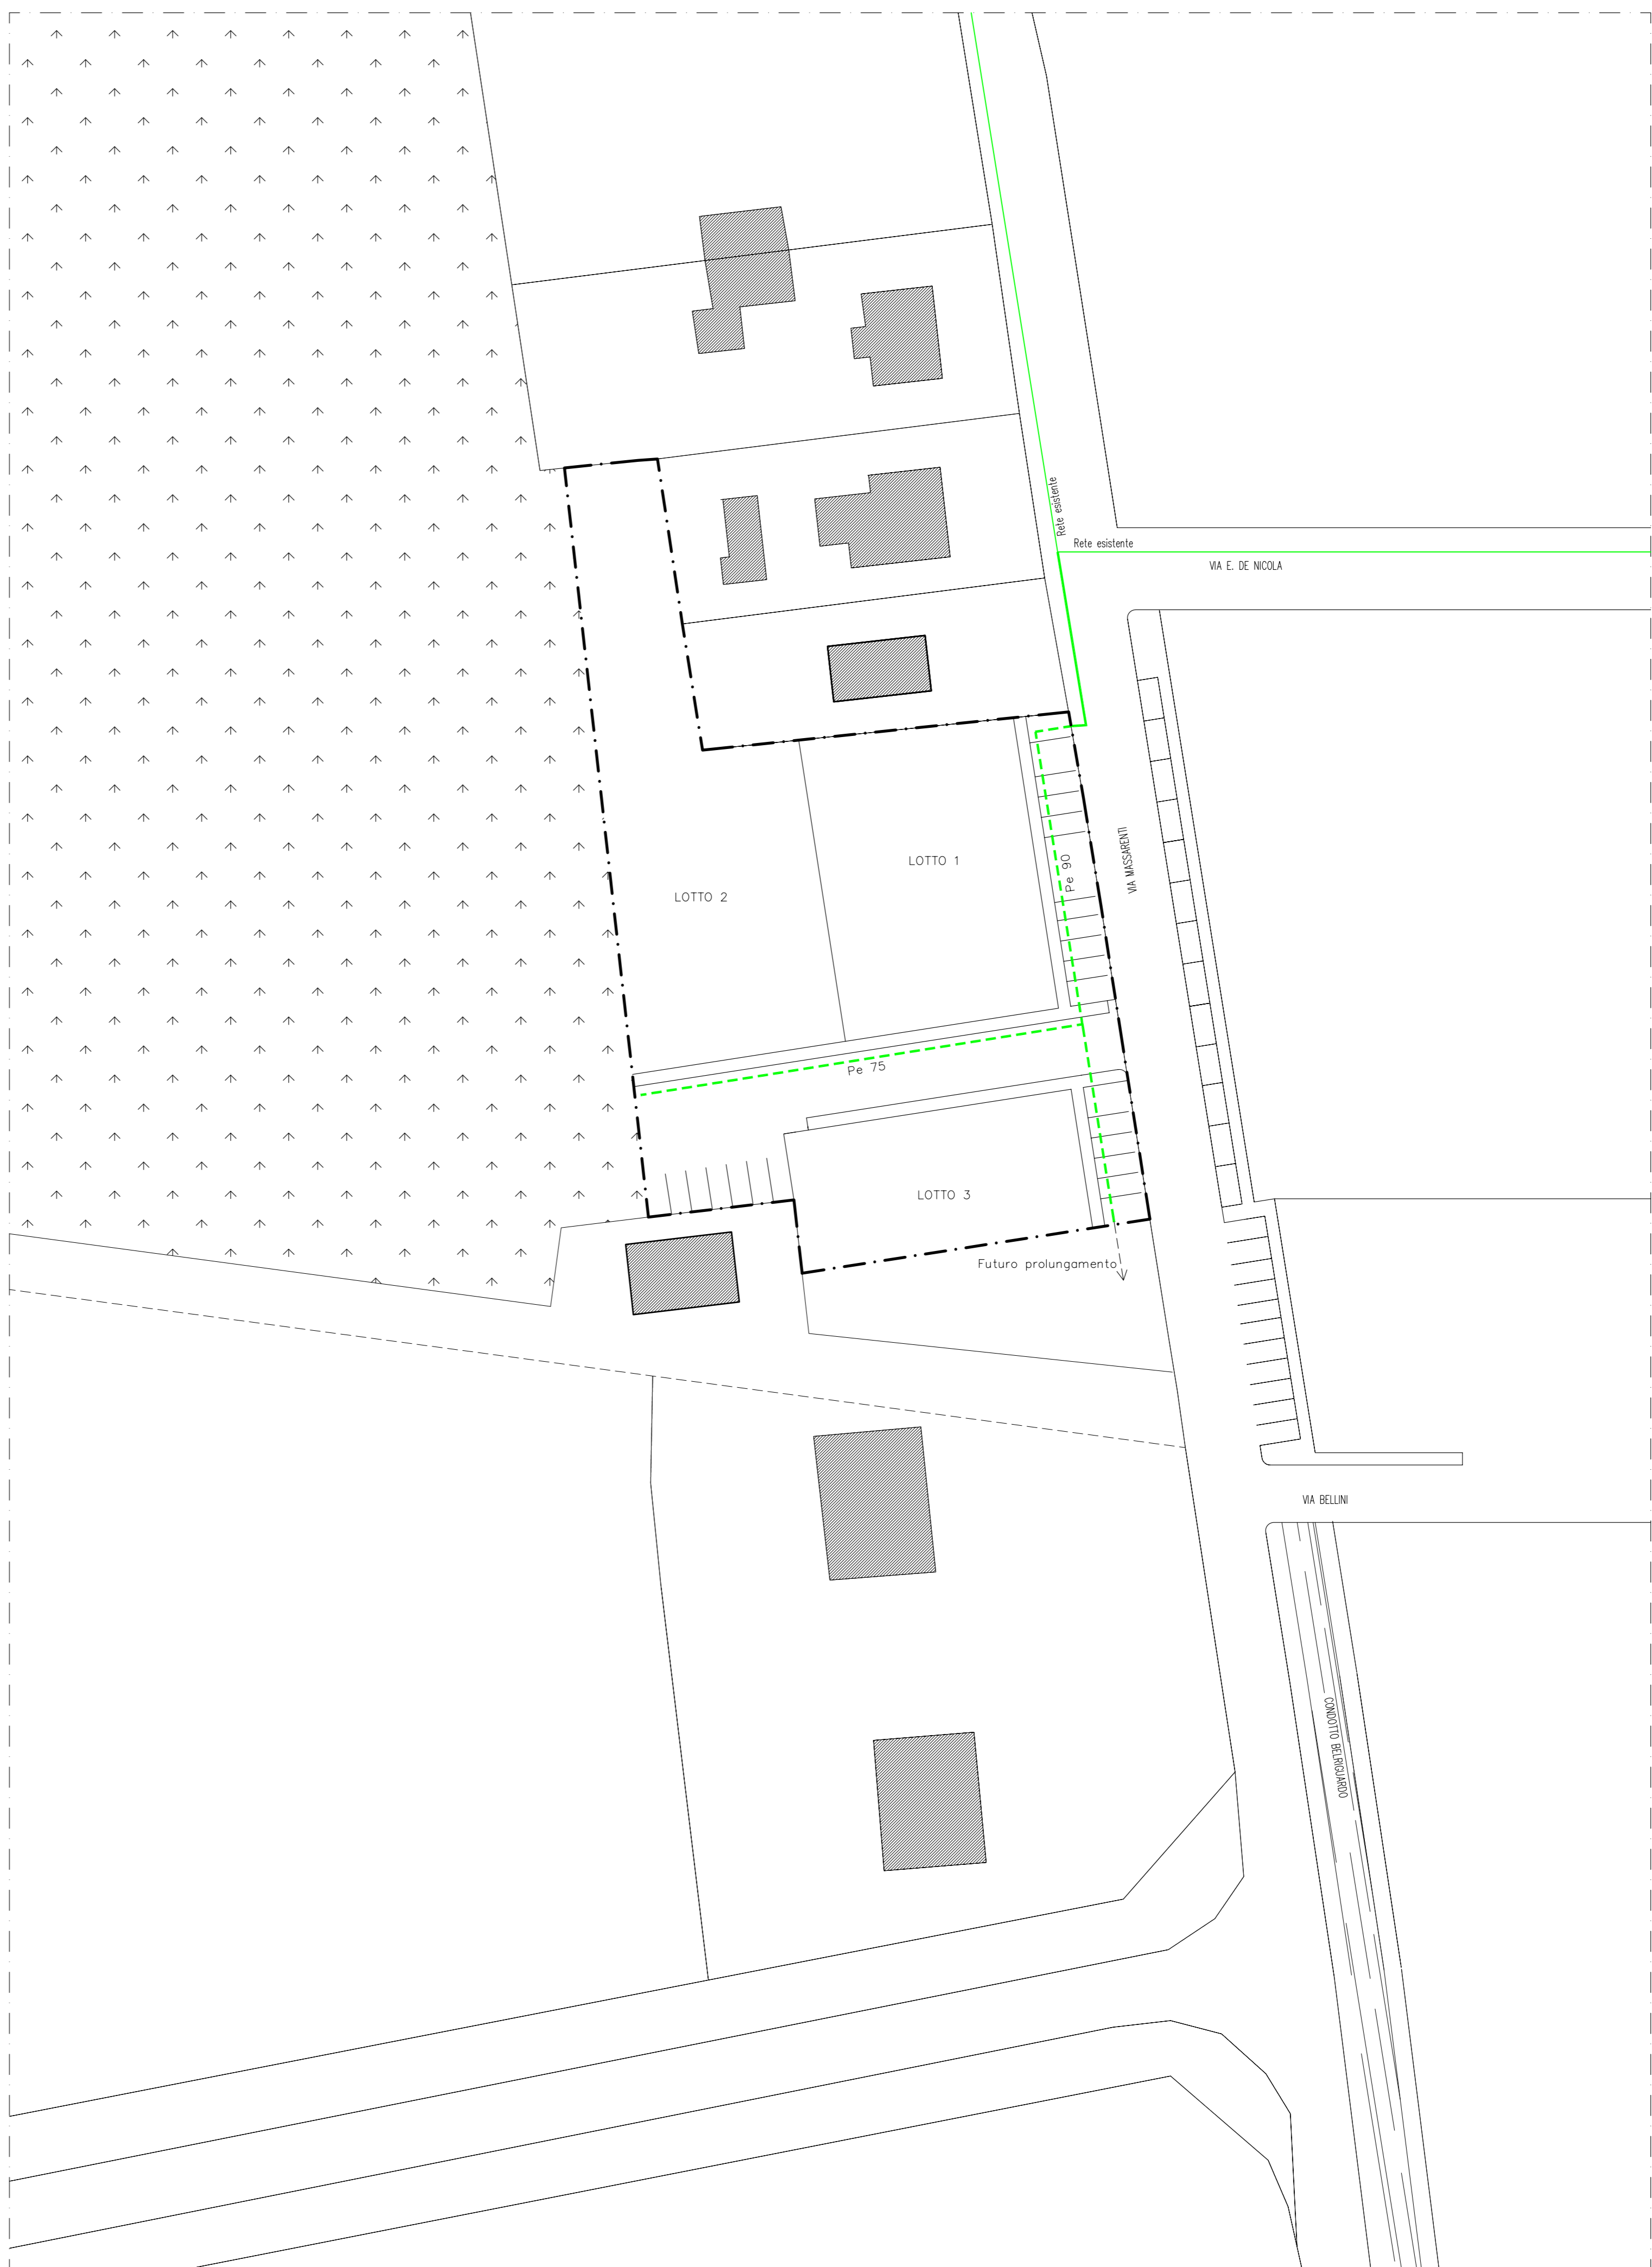 Rete esistente
Rete esistente
VIA E. DE NICOLA
LOTTO 1
Pe 90
VIA MASSARENTI
LOTTO 2
Pe 75
LOTTO 3
Futuro prolungamento
VIA BELLINI
CONDOTTO BELRIGUARDO